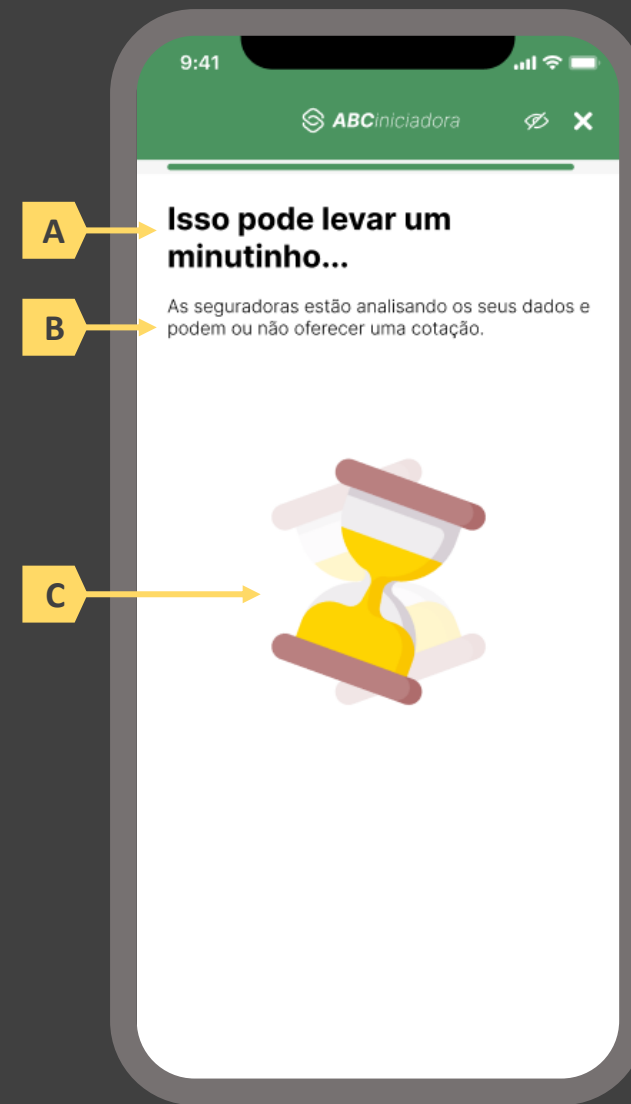 9:41
ABCiniciadora
A
Isso pode levar um
minutinho...
B
As seguradoras estão analisando os seus dados e
podem ou não oferecer uma cotação.
C